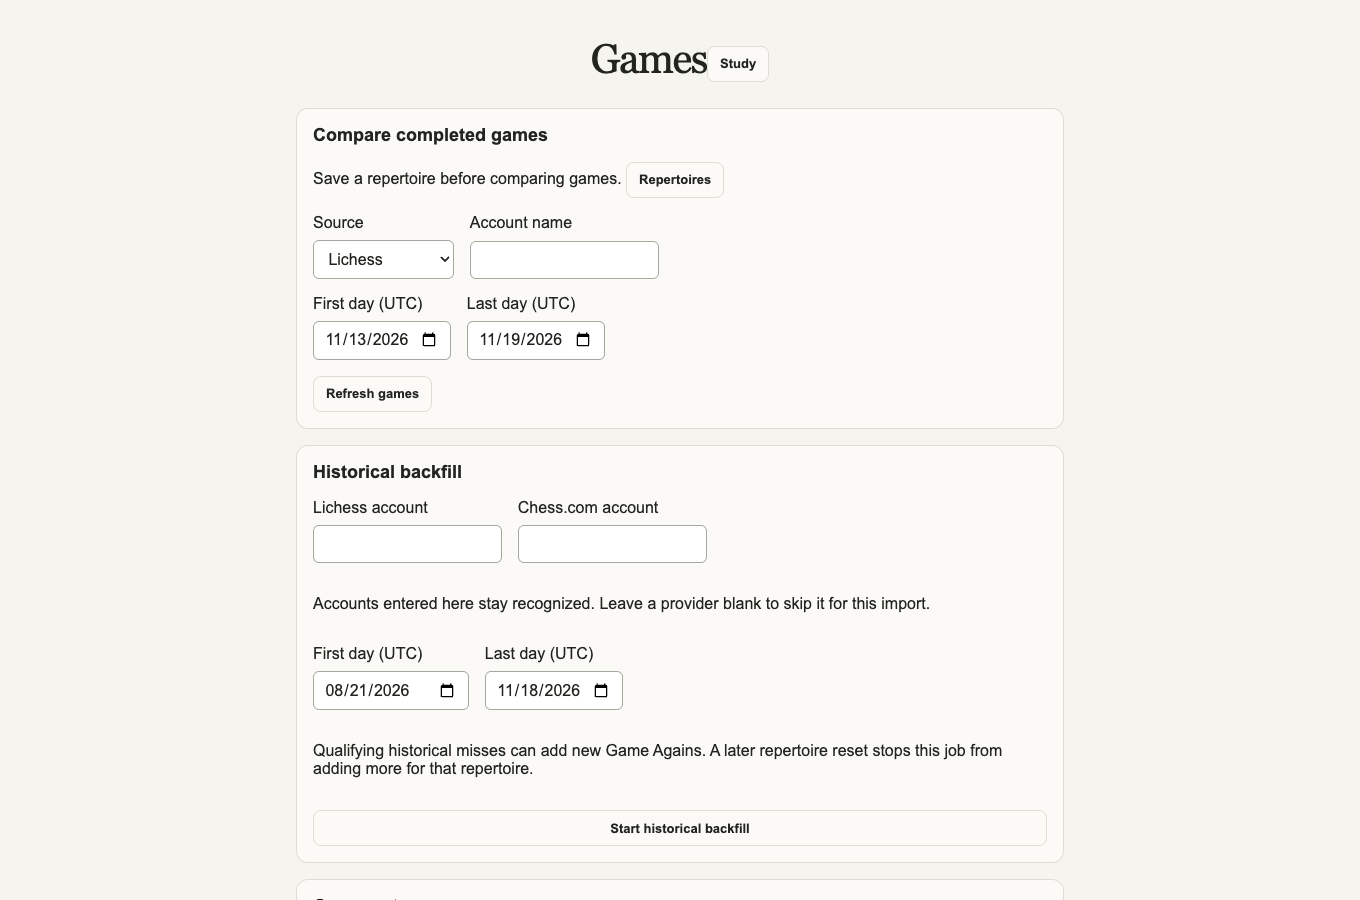 Games Study
Compare completed games
Save a repertoire before comparing games. Repertoires
Source Account name
Lichess
First day (UTC) Last day (UTC)
11/13/2026 11/19/2026
Refresh games
Historical backfill
Lichess account Chess.com account
Accounts entered here stay recognized. Leave a provider blank to skip it for this import.
First day (UTC) Last day (UTC)
08/21/2026 11/18/2026
Qualifying historical misses can add new Game Agains. A later repertoire reset stops this job from
adding more for that repertoire.
Start historical backfill